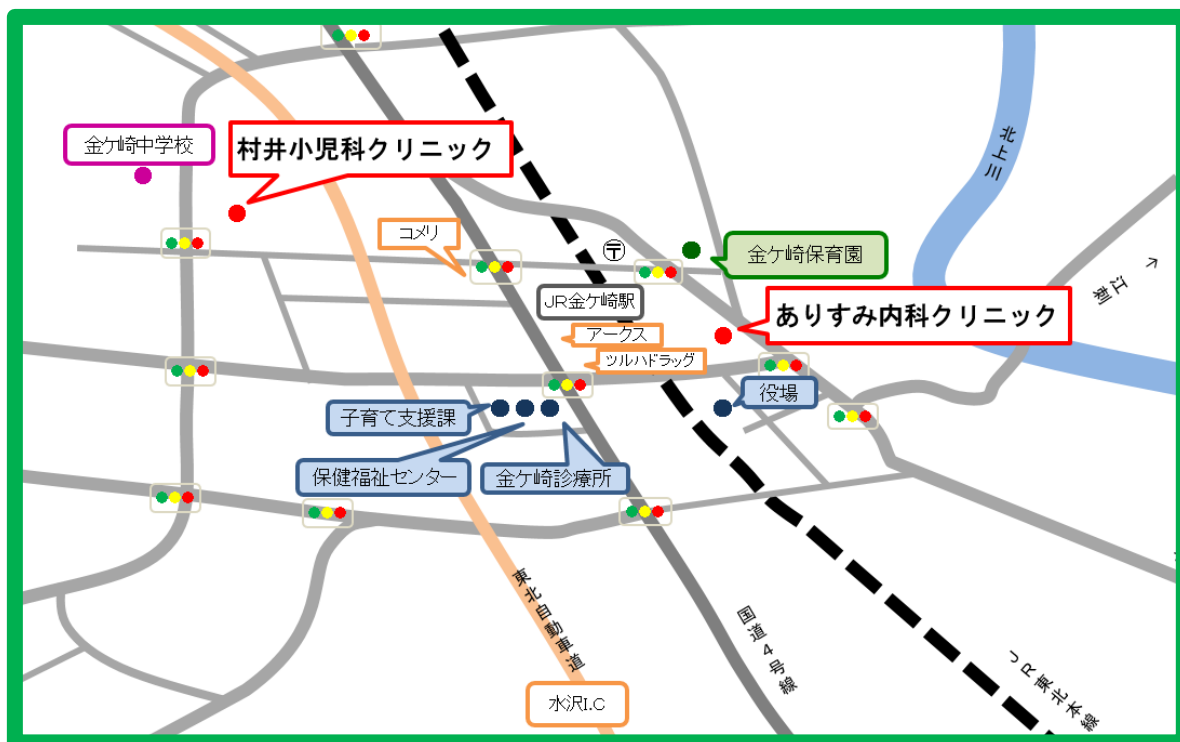 金ケ崎中学校
村井小児科クリニック
北上川
コメリ
〒
金ケ崎保育園
江刺
JR金ケ崎駅
ありすみ内科クリニック
アークス
ツルハドラッグ
役場
子育て支援課
保健福祉センター
金ケ崎診療所
東北自動車道
国道4号線
JR東北本線
水沢I.C